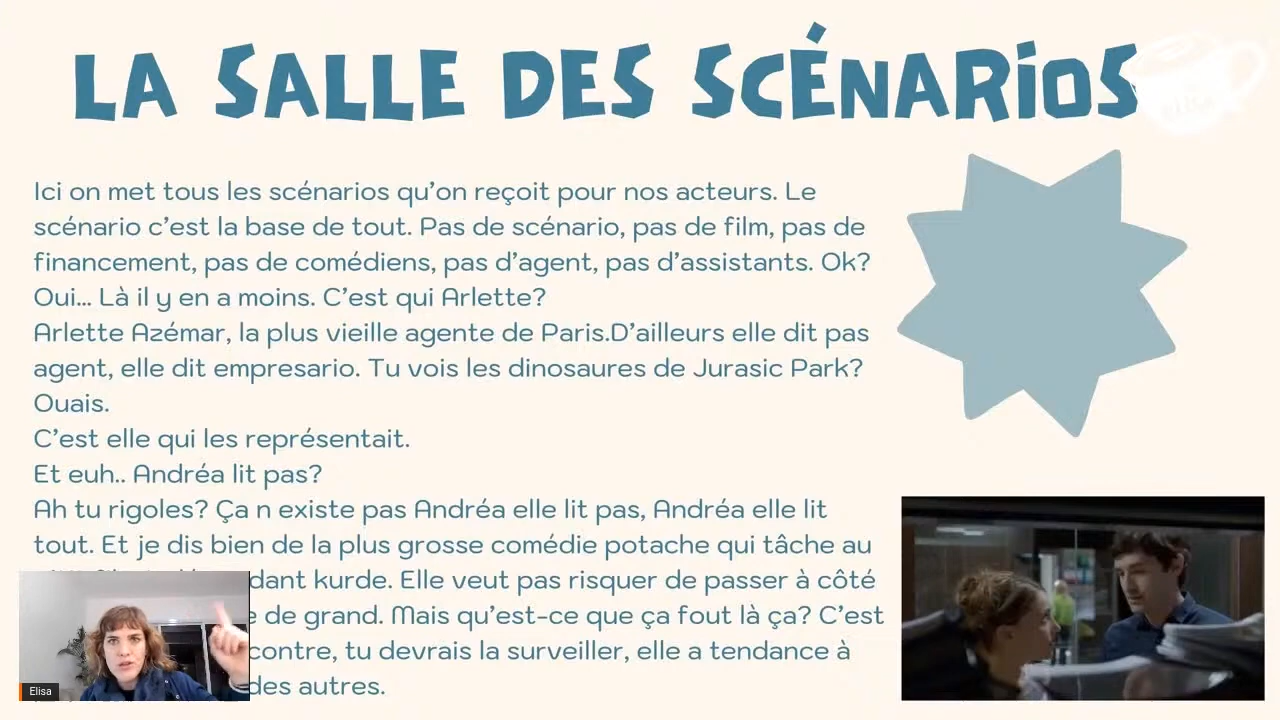 LA SALLE DES SCÉNARIOS
Ici on met tous les scénarios qu’on reçoit pour nos acteurs. Le
scénario c’est la base de tout. Pas de scénario, pas de film, pas de
financement, pas de comédiens, pas d’agent, pas d’assistants. Ok?
Oui... Là il y en a moins. C’est qui Arlette?
Arlette Azémar, la plus vieille agente de Paris.D’ailleurs elle dit pas
agent, elle dit empresario. Tu vois les dinosaures de Jurasic Park?
Ouais.
C’est elle qui les représentait.
Et euh.. Andréa lit pas?
Ah tu rigoles? Ça n existe pas Andréa elle lit pas, Andréa elle lit
tout. Et je dis bien de la plus grosse comédie potache qui tâche au
dant kurde. Elle veut pas risquer de passer à côté
e de grand. Mais qu’est-ce que ça fout là ça? C’est
contre, tu devrais la surveiller, elle a tendance à
des autres.
Elisa